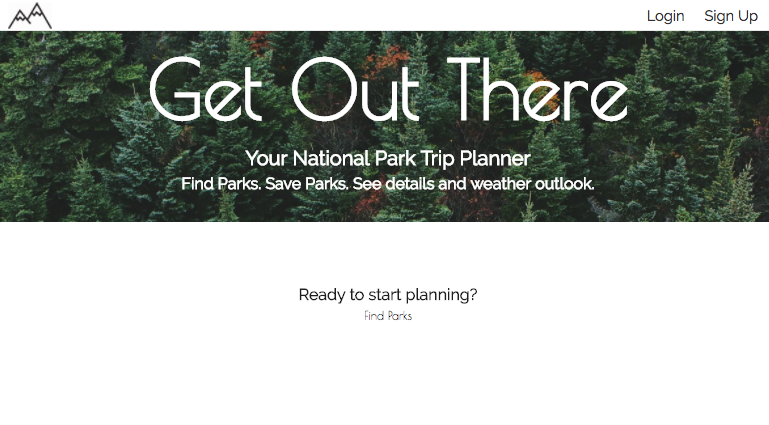 Login Sign Up
Get Out There
Your National Park Trip Planner
Find Parks. Save Parks. See details and weather outlook.
Ready to start planning?
Find Parks